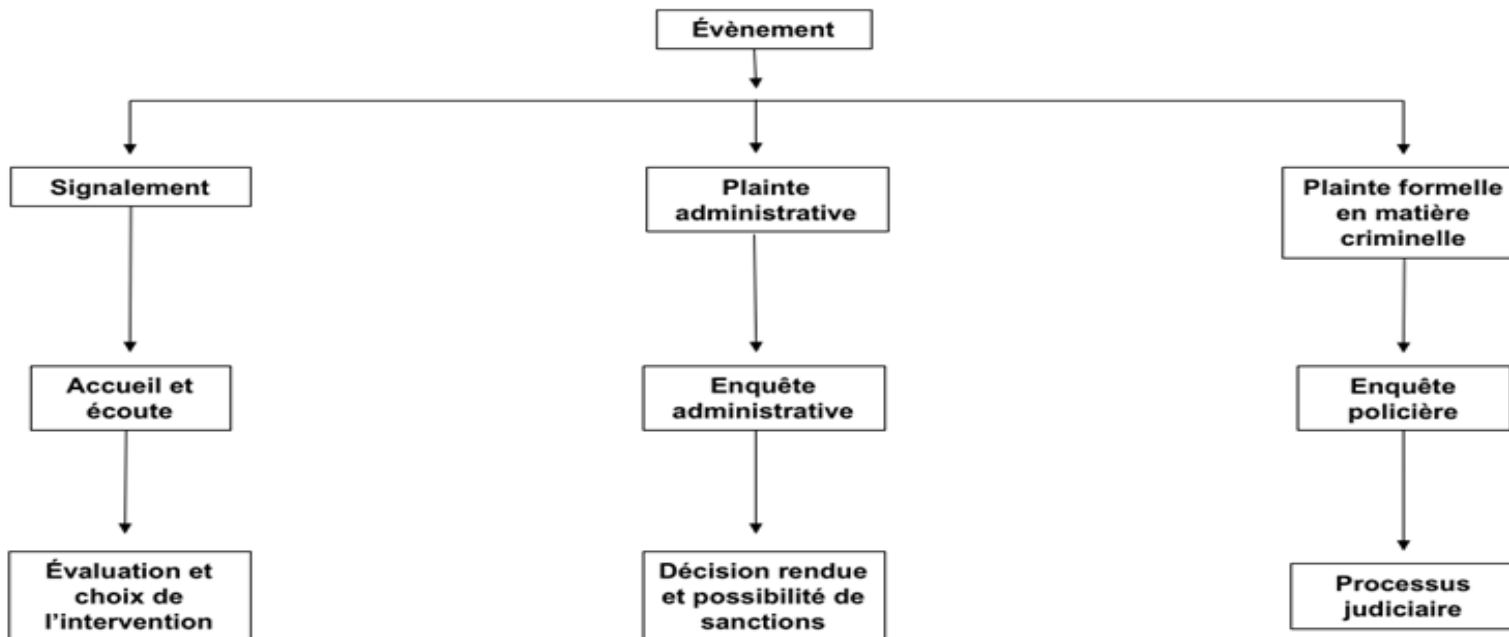 Évènement
Signalement
Plainte
administrative
Plainte formelle
en matière
criminelle
Accueil et
écoute
Enquête
administrative
Enquête
policière
Évaluation et
choix de
l'intervention
Décision rendue
et possibilité de
sanctions
Processus
judiciaire